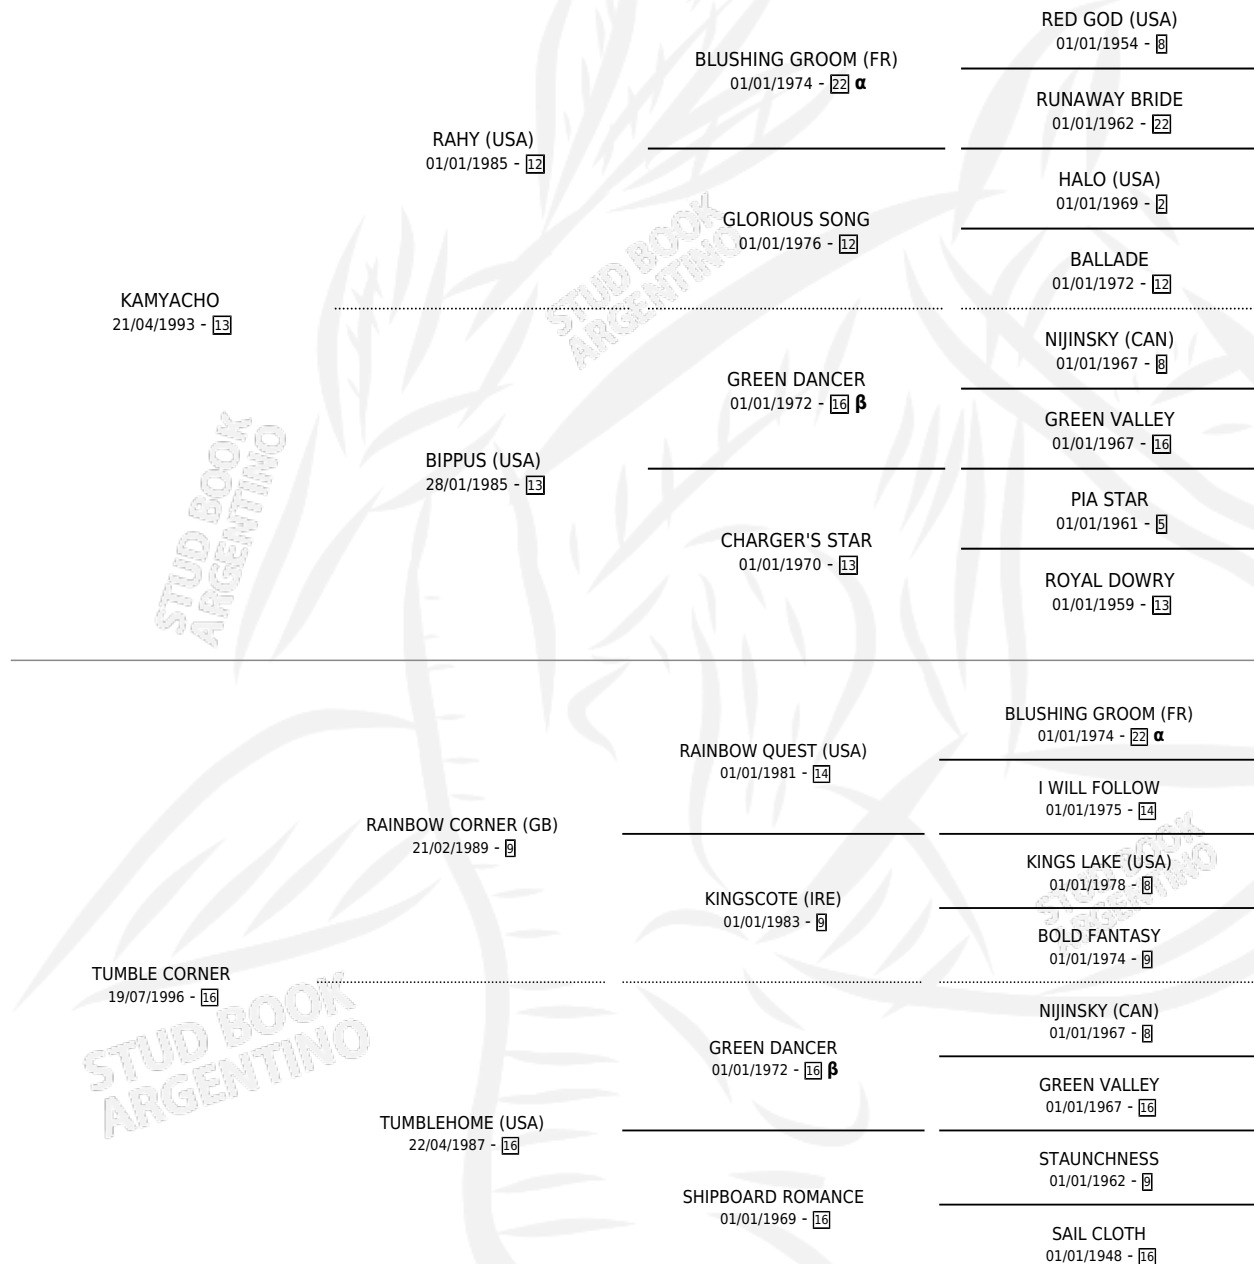 RED GOD (USA)
01/01/1954 - 8
BLUSHING GROOM (FR)
01/01/1974 - 22 α
RUNAWAY BRIDE
01/01/1962 - 22
RAHY (USA)
01/01/1985 - 12
HALO (USA)
01/01/1969 - 2
GLORIOUS SONG
01/01/1976 - 12
BALLADE
01/01/1972 - 12
KAMYACHO
21/04/1993 - 13
NIJINSKY (CAN)
01/01/1967 - 8
GREEN DANCER
01/01/1972 - 16 β
GREEN VALLEY
01/01/1967 - 16
BIPPUS (USA)
28/01/1985 - 13
PIA STAR
01/01/1961 - 5
CHARGER'S STAR
01/01/1970 - 13
ROYAL DOWRY
01/01/1959 - 13
BLUSHING GROOM (FR)
01/01/1974 - 22 α
RAINBOW QUEST (USA)
01/01/1981 - 14
I WILL FOLLOW
01/01/1975 - 14
RAINBOW CORNER (GB)
21/02/1989 - 9
KINGS LAKE (USA)
01/01/1978 - 8
KINGSCOTE (IRE)
01/01/1983 - 9
BOLD FANTASY
01/01/1974 - 9
TUMBLE CORNER
19/07/1996 - 16
NIJINSKY (CAN)
01/01/1967 - 8
GREEN DANCER
01/01/1972 - 16 β
GREEN VALLEY
01/01/1967 - 16
TUMBLEHOME (USA)
22/04/1987 - 16
STAUNCHNESS
01/01/1962 - 9
SHIPBOARD ROMANCE
01/01/1969 - 16
SAIL CLOTH
01/01/1948 - 16
STUD BOOK
ARGENTINO
STUD BOOK
ARGENTINO
STUD BOOK
ARGENTINO
STUD BOOK
ARGENTINO